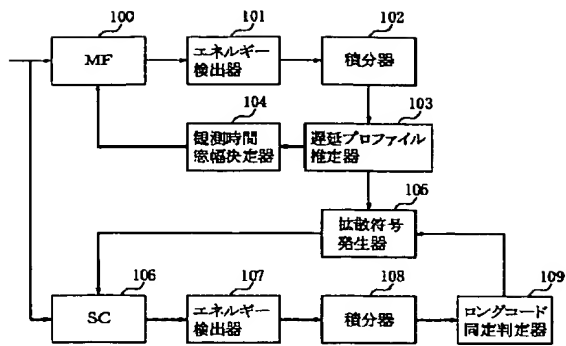 100
101
102
MF
エネルギー
検出器
積分器
104
103
観測時間
窓幅決定器
遅延プロファイル
推定器
105
拡散符号
発生器
106
107
108
109
SC
エネルギー
検出器
積分器
ロングコード
同定判定器